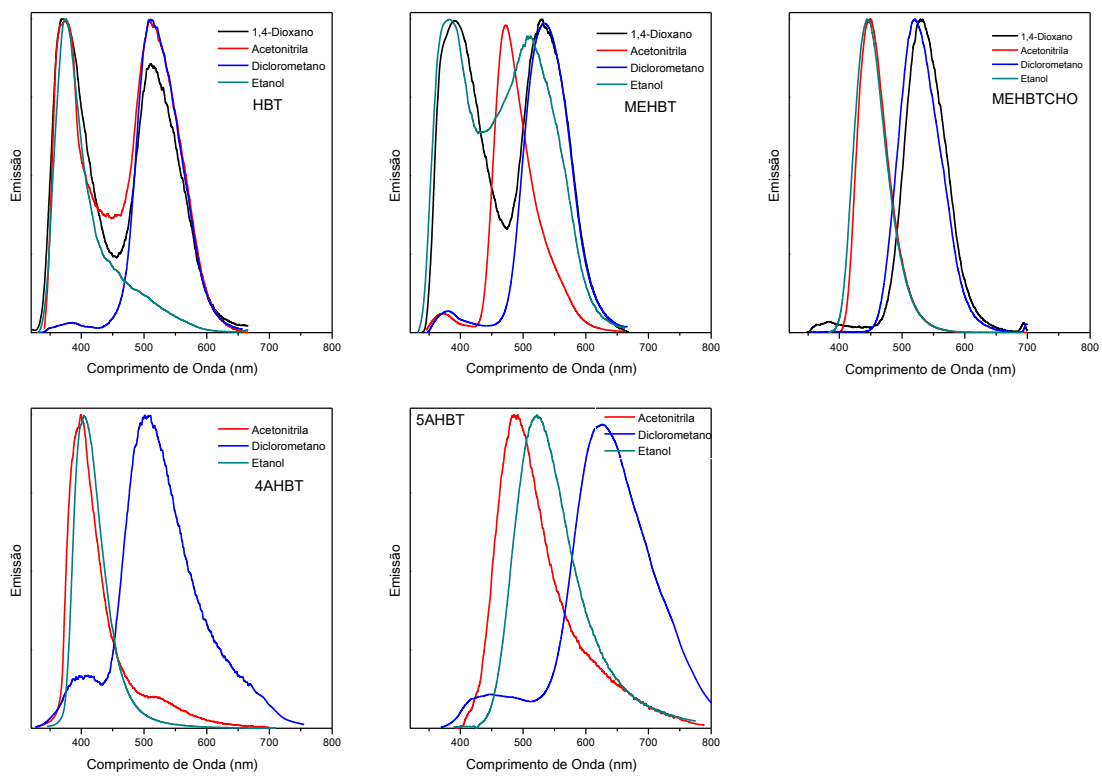 1,4-Dioxano
Acetonitrila
Diclorometano
Etanol
HBT
Emissão
400 500 600 700 800
Comprimento de Onda (nm)
1,4-Dioxano
Acetonitrila
Diclorometano
Etanol
MEHBT
Emissão
400 500 600 700 800
Comprimento de Onda (nm)
1,4-Dioxano
Acetonitrila
Diclorometano
Etanol
MEHBTCHO
Emissão
400 500 600 700 800
Comprimento de Onda (nm)
Acetonitrila
Diclorometano
Etanol
4AHBT
Emissão
400 500 600 700 800
Comprimento de Onda (nm)
5AHBT
Acetonitrila
Diclorometano
Etanol
Emissão
400 500 600 700 800
Comprimento de Onda (nm)